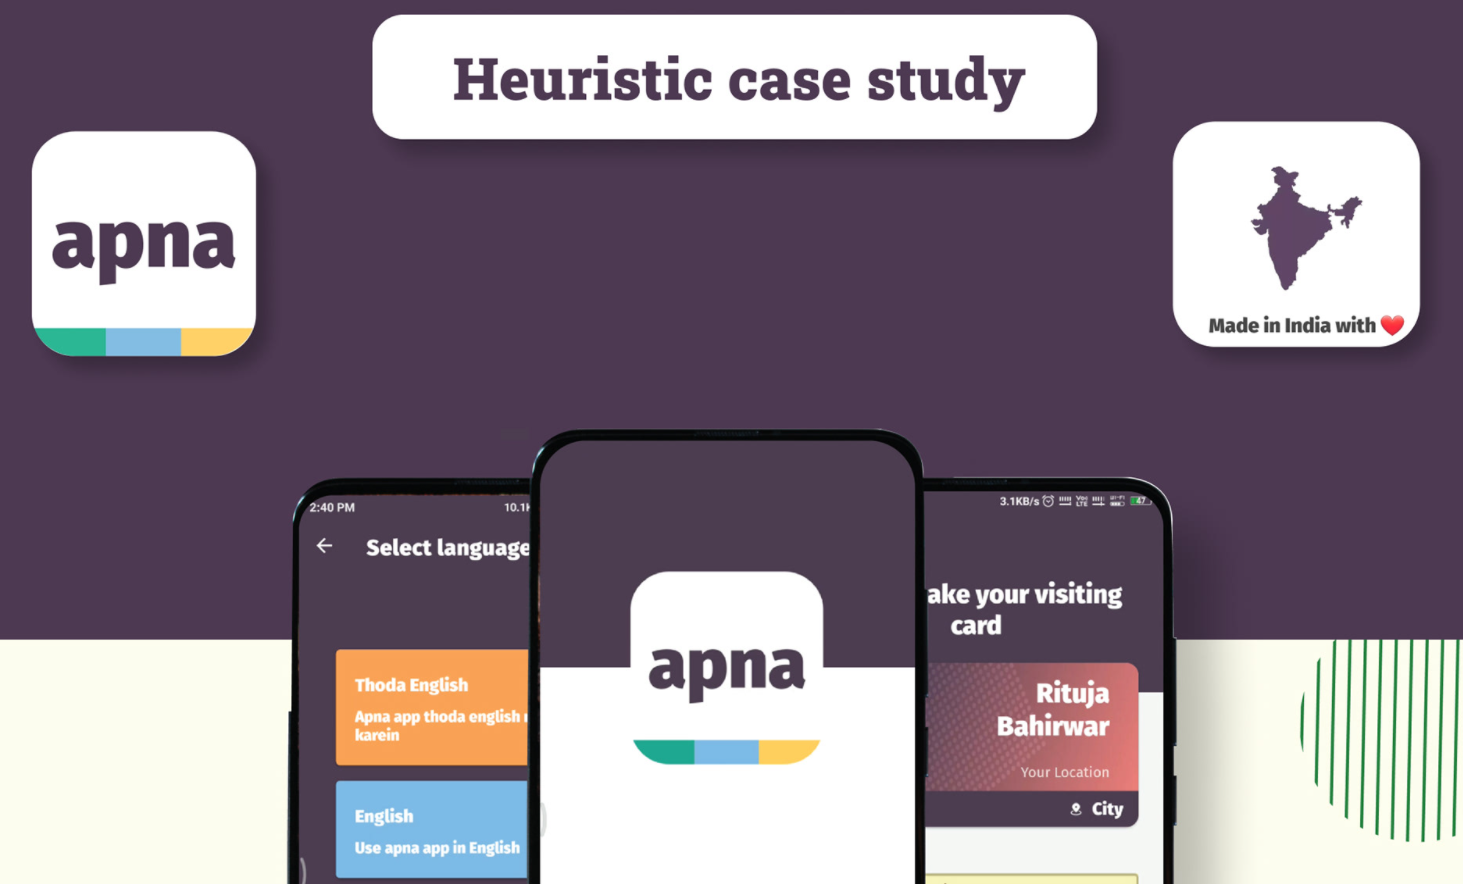 Heuristic case study
apna
Made in India with
2:40 PM
10.1
Select language
Thoda English
Apna app thoda english
karein
English
Use apna app in English
apna
3.1KB/s
47
ake your visiting
card
Rituja
Bahirwar
Your Location
City